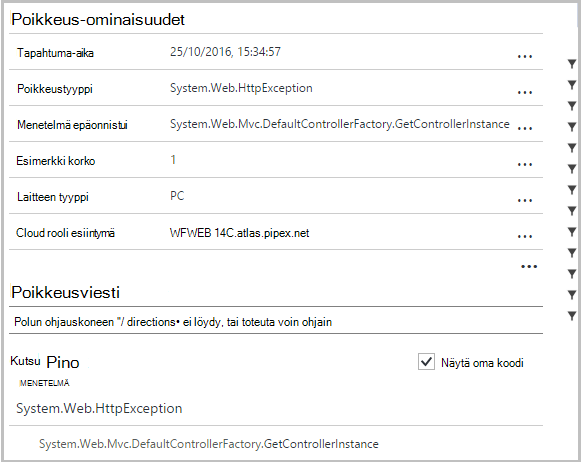 Poikkeus-ominaisuudet
Tapahtuma-aika 25/10/2016, 15:34:57 ...
Poikkeustyyppi System.Web.HttpException ...
Menetelmä epäonnistui System.Web.Mvc.DefaultControllerFactory.GetControllerInstance ...
Esimerkki korko 1 ...
Laitteen tyyppi PC ...
Cloud rooli esiintymä WFWEB 14C.atlas.pipex.net ...
...
Poikkeusviesti
Polun ohjauskoneen "/ directions• ei löydy, tai toteuta voin ohjain
Kutsu Pino Näytä oma koodi
MENETELMÄ
System.Web.HttpException
System.Web.Mvc.DefaultControllerFactory.GetControllerInstance